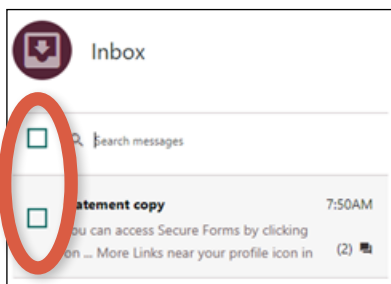 Inbox
Search messages
atement copy 7:50AM
ou can access Secure Forms by clicking
on ... More Links near your profile icon in (2)